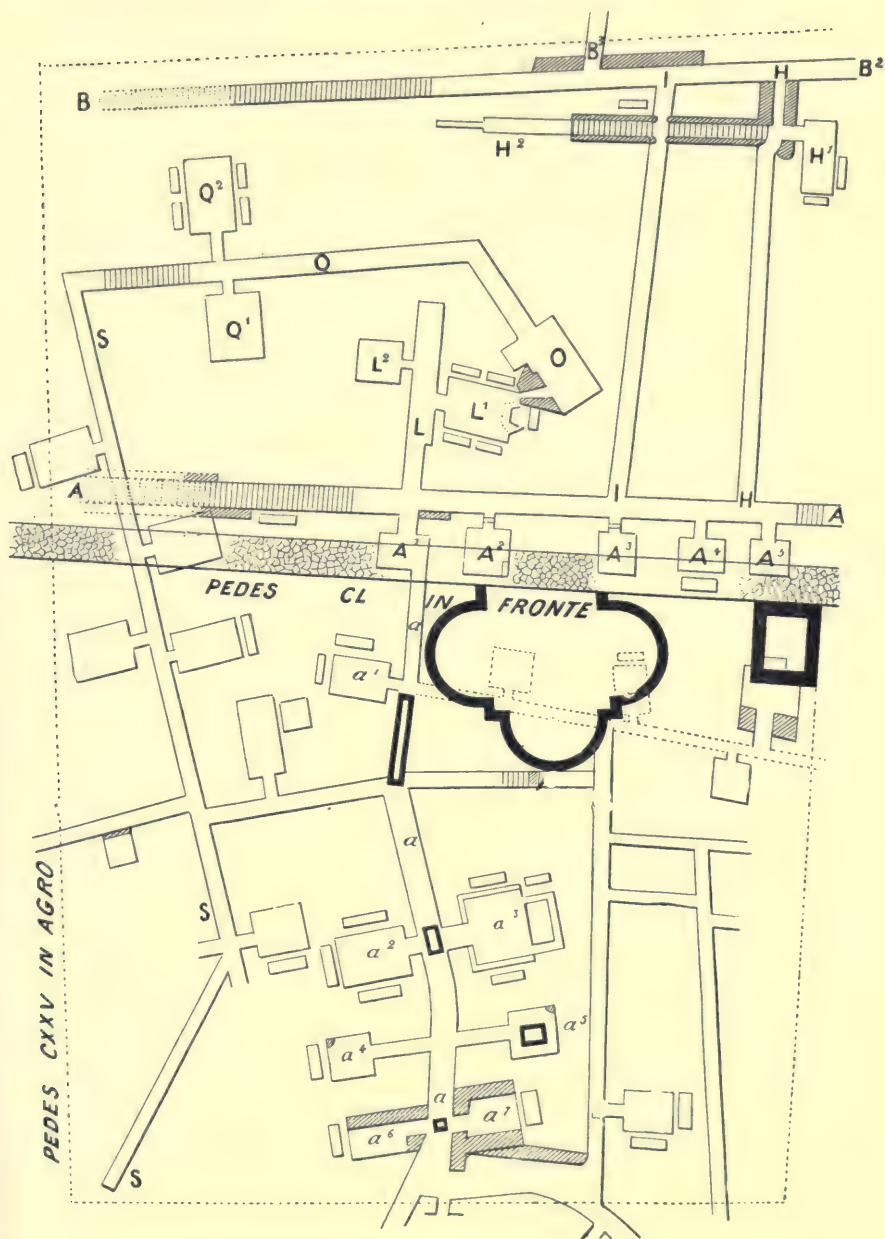 B³
B
I
H
B²
H²
H¹
Q²
Q
Q¹
S
O
L²
L¹
L
A
I
H
A
A¹
A²
A³
A⁴
A⁵
PEDES CL IN FRONTE
a
a¹
a
S
a²
a³
a⁵
a⁴
a
a⁷
a⁶
S
PEDES CXXV IN AGRO